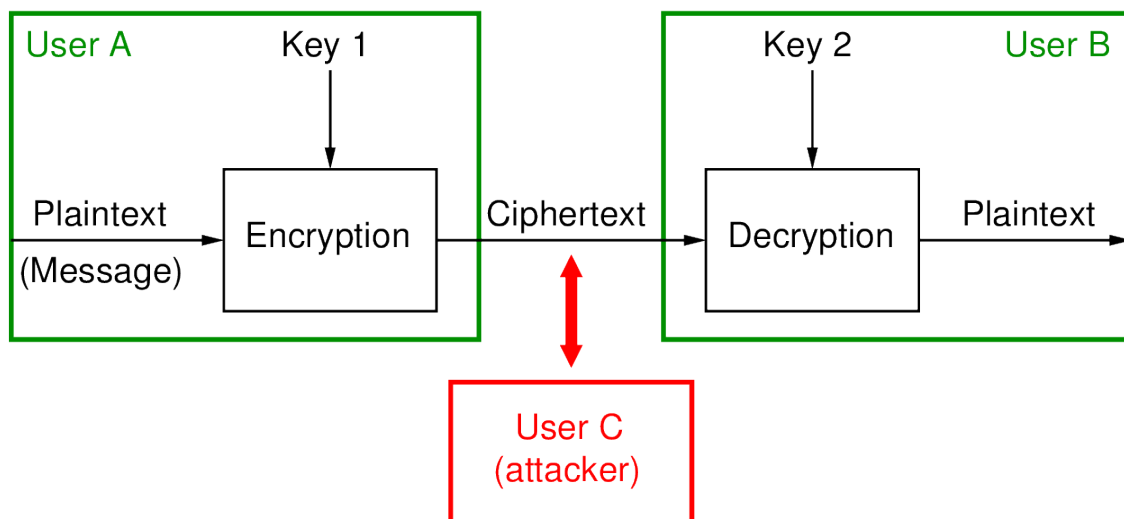 User A
Key 1
Key 2
User B
Plaintext
(Message)
Encryption
Ciphertext
Decryption
Plaintext
User C
(attacker)